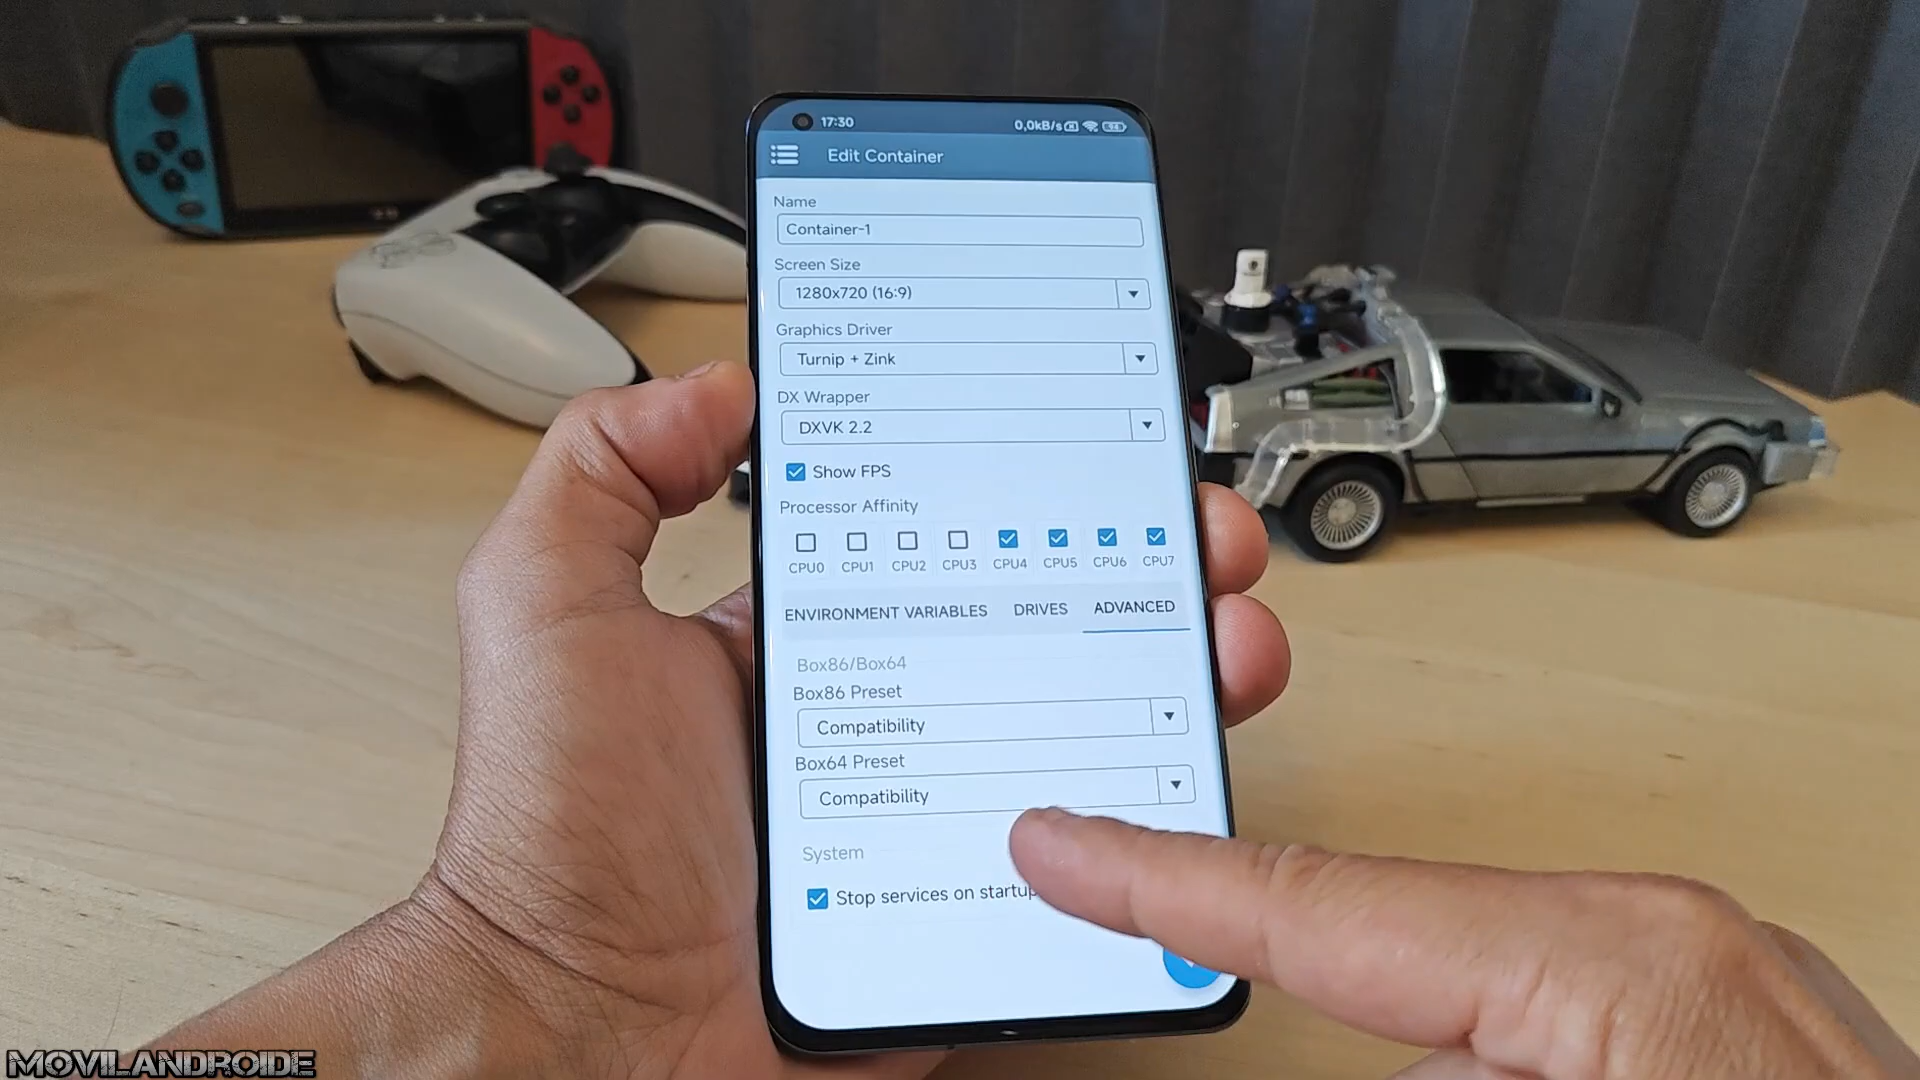 17:30
0,0kB/s
94
Edit Container
Name
Container-1
Screen Size
1280x720 (16:9)
Graphics Driver
Turnip + Zink
DX Wrapper
DXVK 2.2
Show FPS
Processor Affinity
CPU0 CPU1 CPU2 CPU3 CPU4 CPU5 CPU6 CPU7
ENVIRONMENT VARIABLES DRIVES ADVANCED
Box86/Box64
Box86 Preset
Compatibility
Box64 Preset
Compatibility
System
Stop services on startup
MOVILANDROIDE